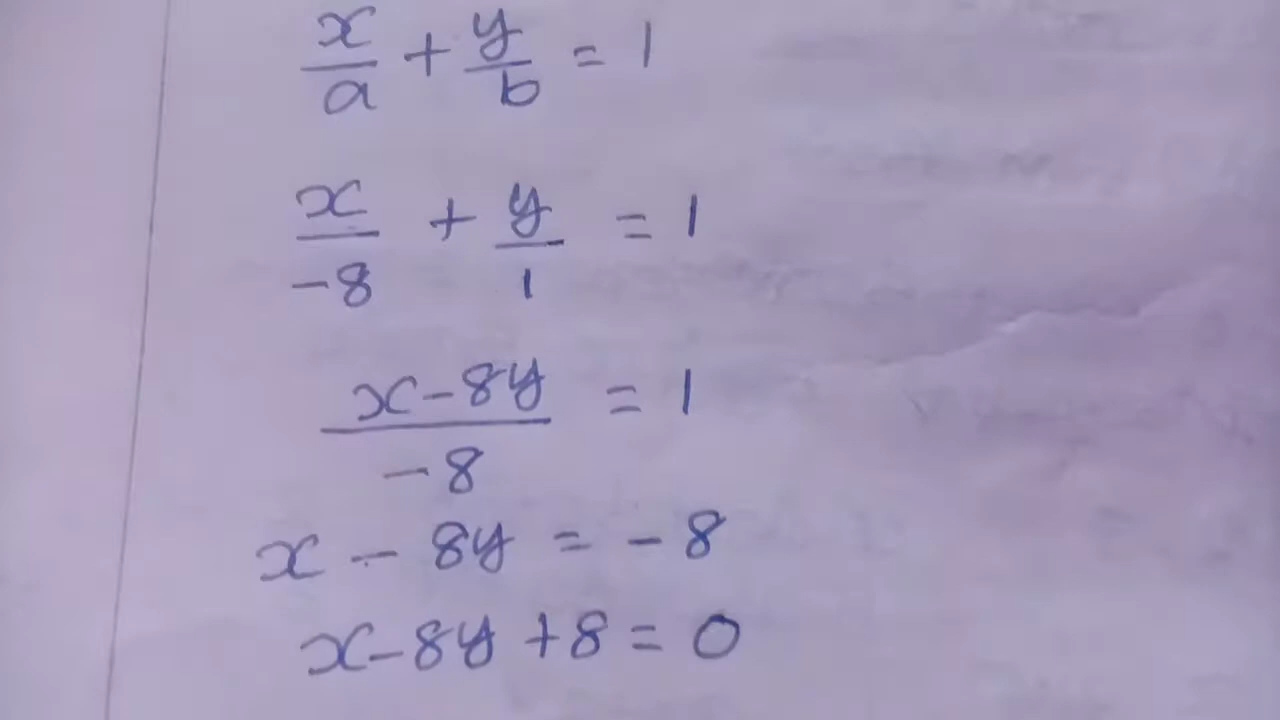 x/a + y/b = 1
x/-8 + y/1 = 1
x-8y/-8 = 1
x - 8y = -8
x-8y+8=0